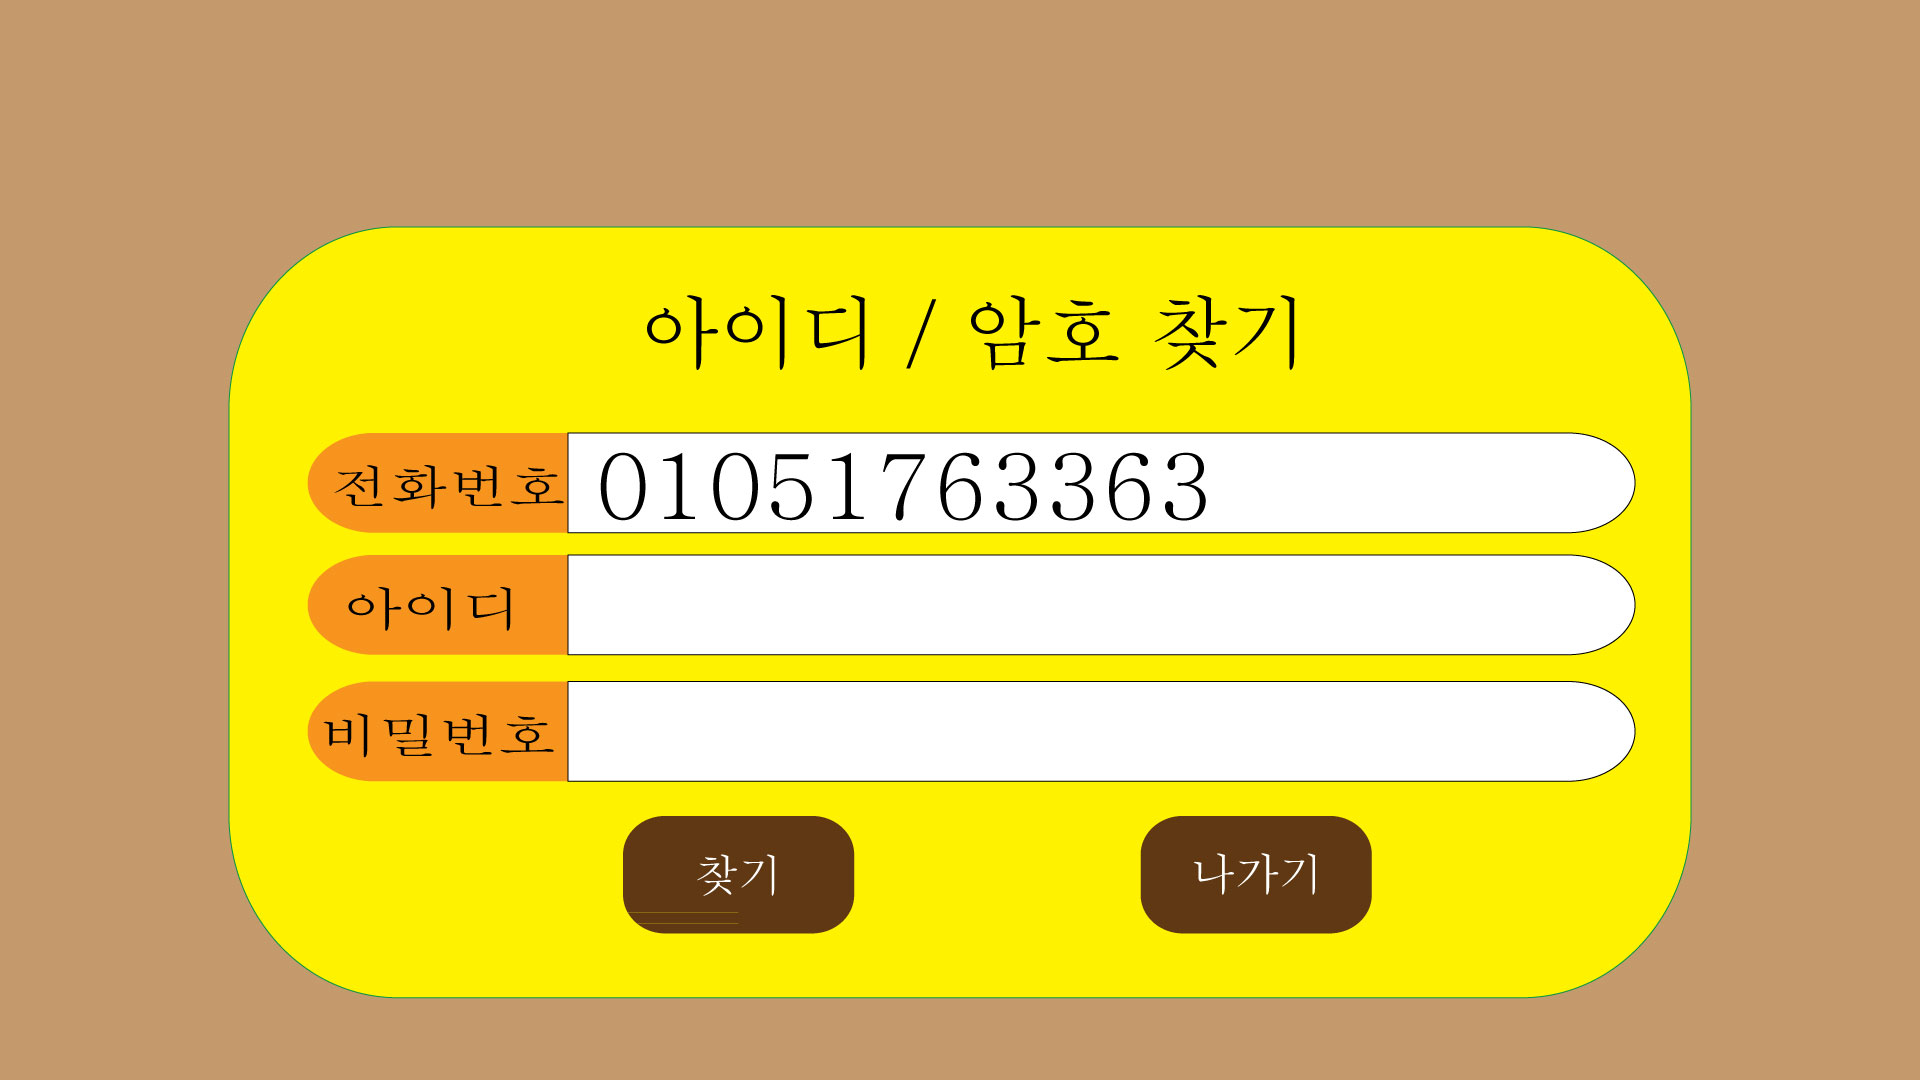 아이디 / 암호 찾기
전화번호 01051763363
아이디
비밀번호
찾기 나가기